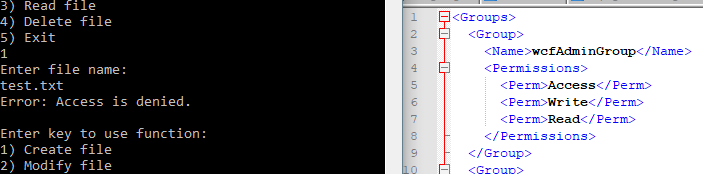 3) Read file
4) Delete file
5) Exit
1
Enter file name:
test.txt
Error: Access is denied.
Enter key to use function:
1) Create file
2) Modify file
1 <Groups>
2 <Group>
3 <Name>wcfAdminGroup</Name>
4 <Permissions>
5 <Perm>Access</Perm>
6 <Perm>Write</Perm>
7 <Perm>Read</Perm>
8 </Permissions>
9 </Group>
10 <Group>